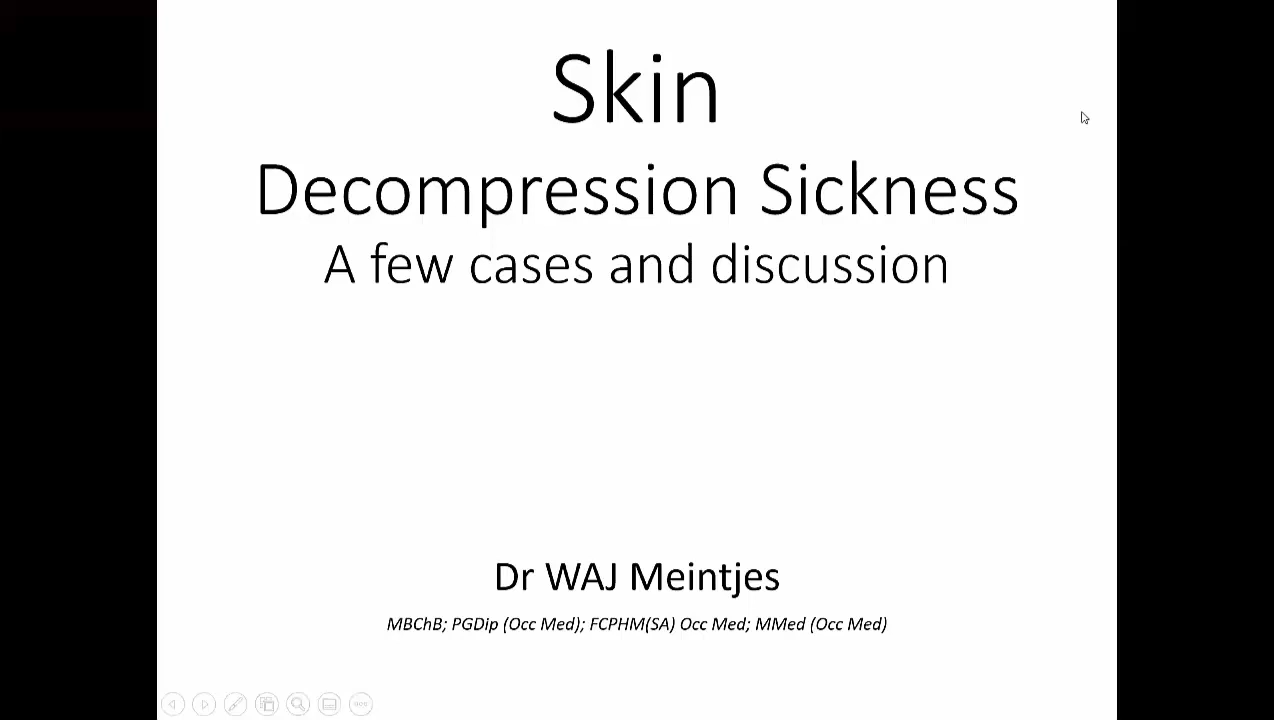 Skin
Decompression Sickness
A few cases and discussion
Dr WAJ Meintjes
MBChB; PGDip (Occ Med); FCPHM(SA) Occ Med; MMed (Occ Med)